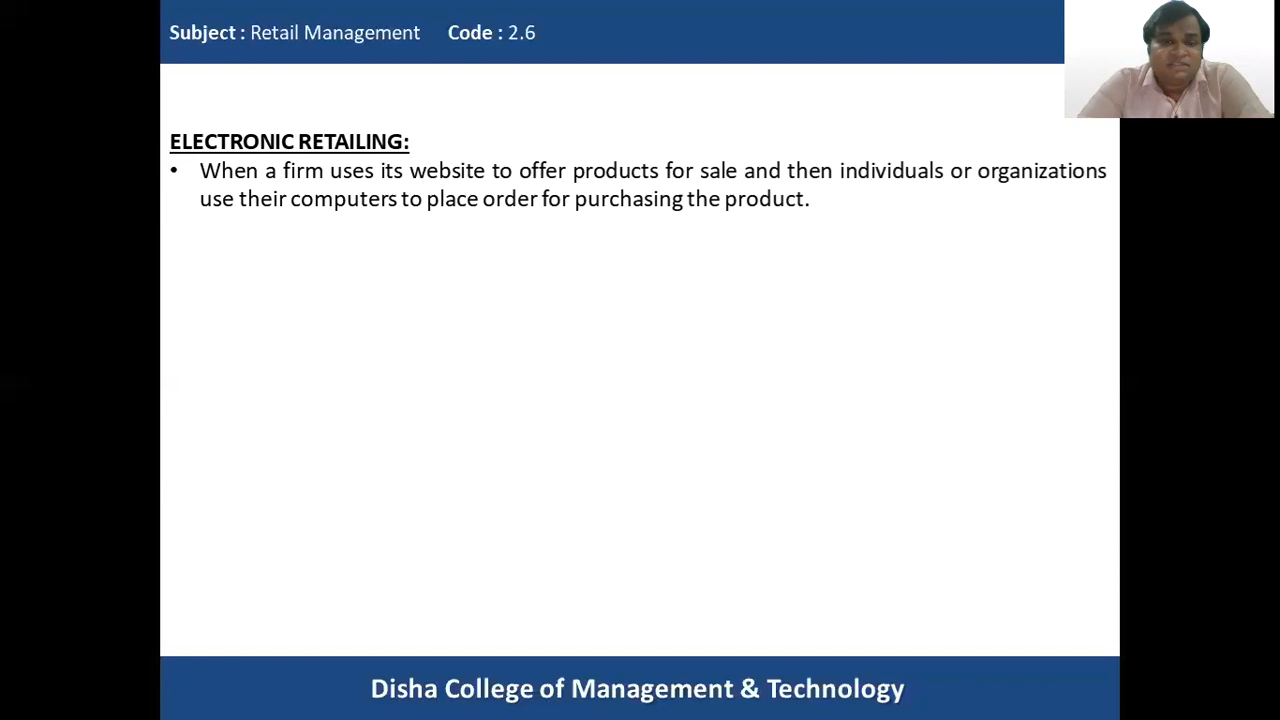 Subject : Retail Management Code : 2.6
ELECTRONIC RETAILING:
• When a firm uses its website to offer products for sale and then individuals or organizations
use their computers to place order for purchasing the product.
Disha College of Management & Technology